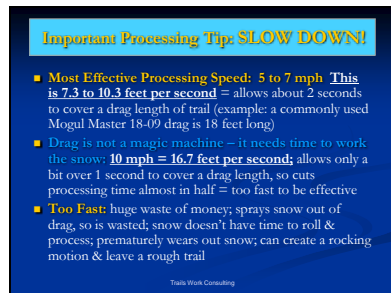 Important Processing Tip: SLOW DOWN!
Most Effective Processing Speed: 5 to 7 mph This
is 7.3 to 10.3 feet per second = allows about 2 seconds
to cover a drag length of trail (example: a commonly used
Mogul Master 18-09 drag is 18 feet long)
Drag is not a magic machine – it needs time to work
the snow: 10 mph = 16.7 feet per second; allows only a
bit over 1 second to cover a drag length, so cuts
processing time almost in half = too fast to be effective
Too Fast: huge waste of money; sprays snow out of
drag, so is wasted; snow doesn't have time to roll &
process; prematurely wears out snow; can create a rocking
motion & leave a rough trail
Trails Work Consulting